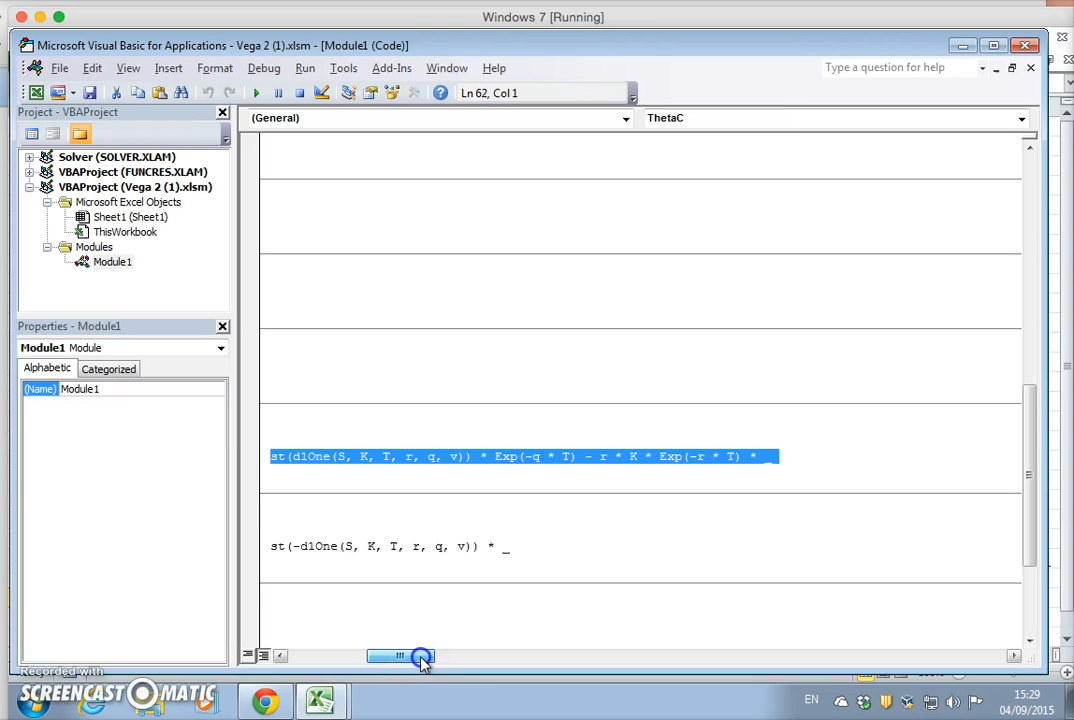 Windows 7 [Running]
Microsoft Visual Basic for Applications - Vega 2 (1).xlsm - [Module1 (Code)]
File Edit View Insert Format Debug Run Tools Add-Ins Window Help
Type a question for help
Ln 62, Col 1
Project - VBAProject
(General)
ThetaC
Solver (SOLVER.XLAM)
VBAProject (FUNCRES.XLAM)
VBAProject (Vega 2 (1).xlsm)
Microsoft Excel Objects
Sheet1 (Sheet1)
ThisWorkbook
Modules
Module1
Properties - Module1
Module1 Module
Alphabetic Categorized
(Name) Module1
st(d1One(S, K, T, r, q, v)) * Exp(-q * T) - r * K * Exp(-r * T) * _
st(-d1One(S, K, T, r, q, v)) * _
Recorded with
SCREENCAST-O-MATIC
EN
15:29
04/09/2015